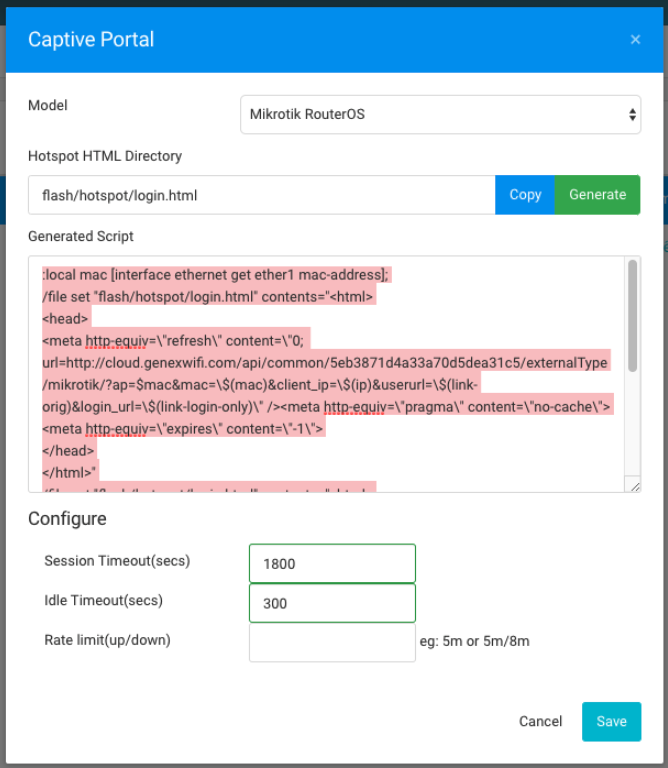 Captive Portal
×
Model
Mikrotik RouterOS
Hotspot HTML Directory
flash/hotspot/login.html
Copy
Generate
Generated Script
:local mac [interface ethernet get ether1 mac-address];
/file set "flash/hotspot/login.html" contents="<html>
<head>
<meta http-equiv=\"refresh\" content=\"0;
url=http://cloud.genexwifi.com/api/common/5eb3871d4a33a70d5dea31c5/externalType
/mikrotik/?ap=$mac&mac=\$(mac)&client_ip=\$(ip)&userurl=\$(link-
orig)&login_url=\$(link-login-only)\" /><meta http-equiv=\"pragma\" content=\"no-cache\">
<meta http-equiv=\"expires\" content=\"-1\">
</head>
</html>"
Configure
Session Timeout(secs)
1800
Idle Timeout(secs)
300
Rate limit(up/down)
eg: 5m or 5m/8m
Cancel
Save